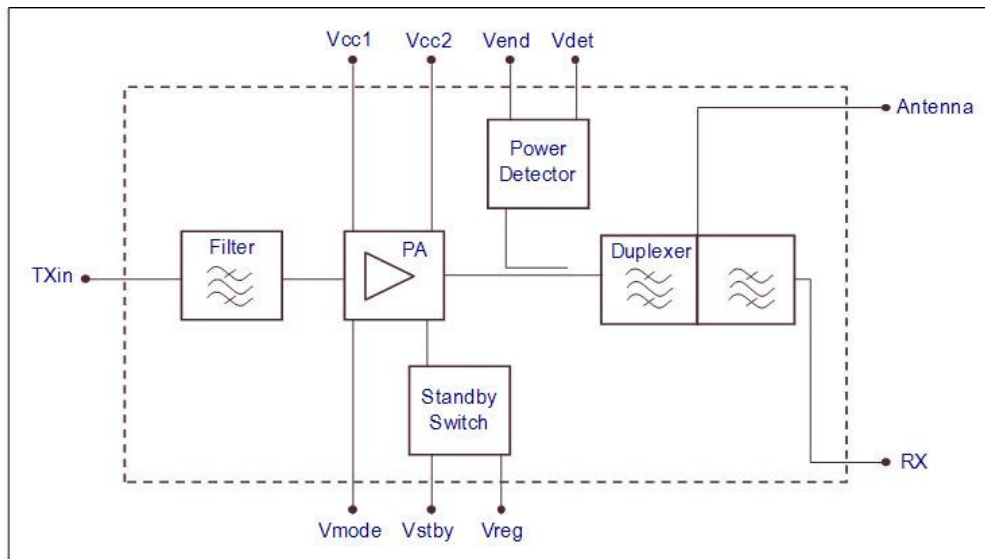 Vcc1 Vcc2 Vend Vdet
Antenna
Power
Detector
Filter PA Duplexer
TXin
Standby
Switch
RX
Vmode Vstby Vreg